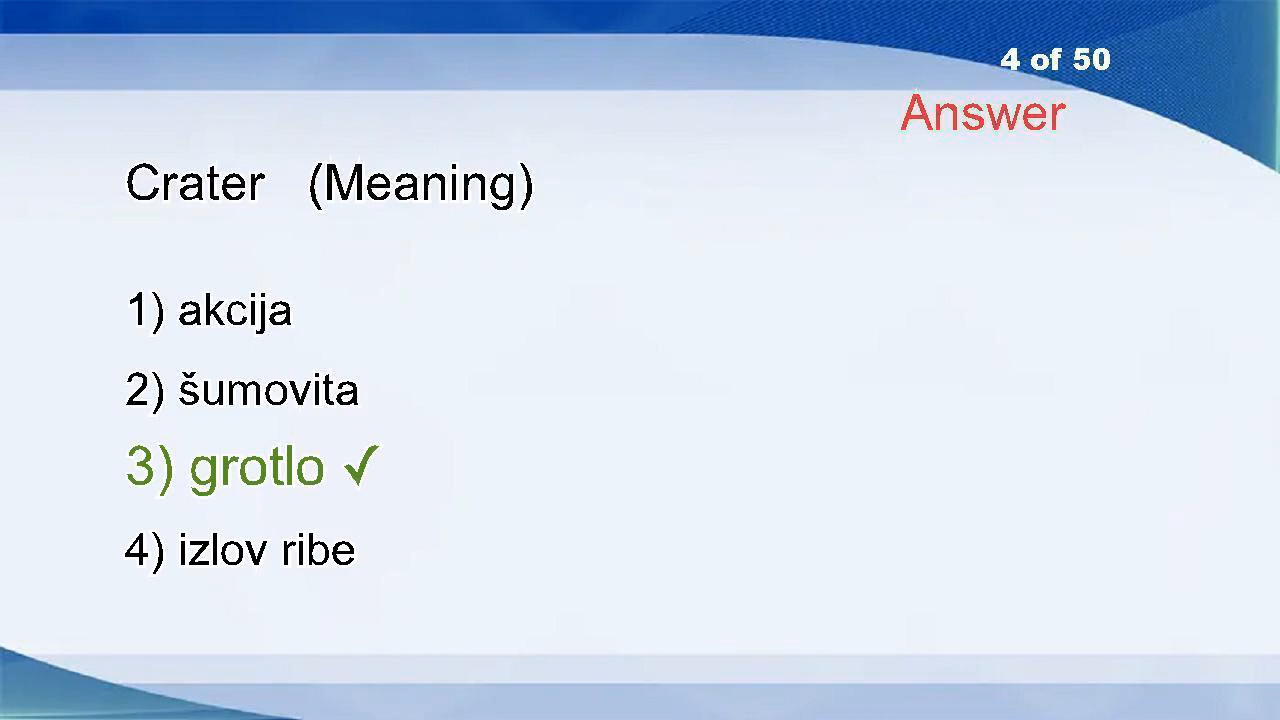 4 of 50
Answer
Crater (Meaning)
1) akcija
2) šumovita
3) grotlo ✓
4) izlov ribe